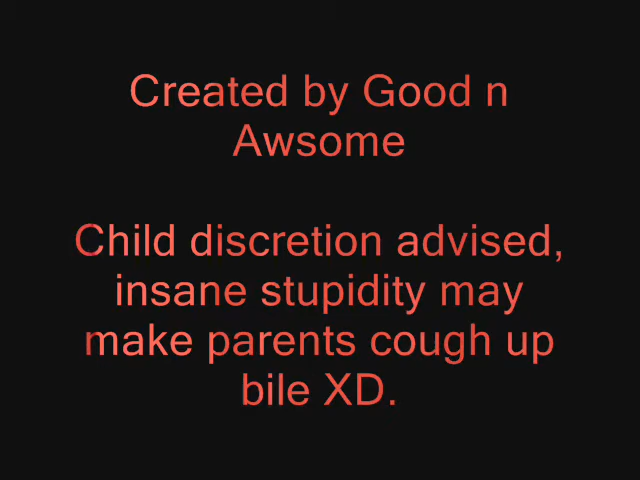 Created by Good n
Awsome
Child discretion advised,
insane stupidity may
make parents cough up
bile XD.